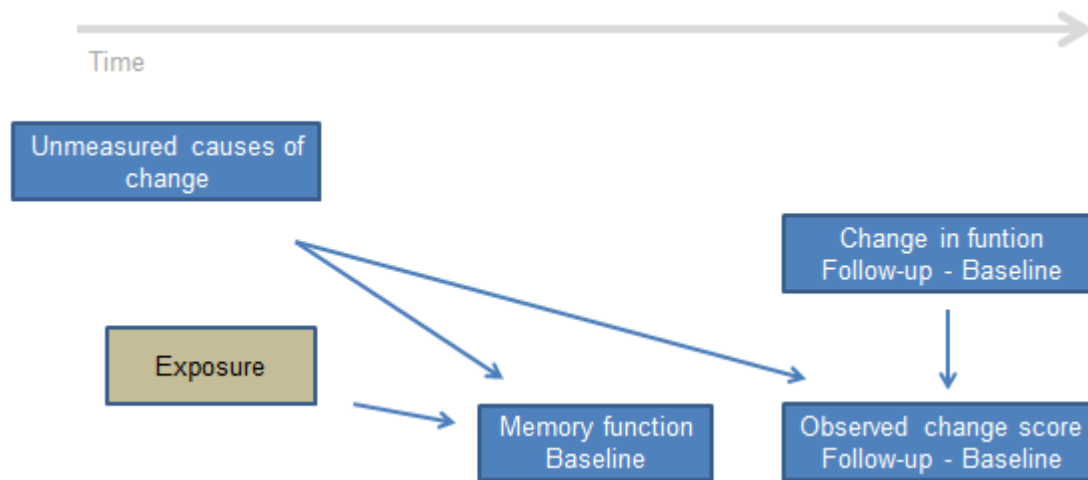 Time
Unmeasured causes of
change
Change in funtion
Follow-up - Baseline
Exposure
Memory function
Baseline
Observed change score
Follow-up - Baseline